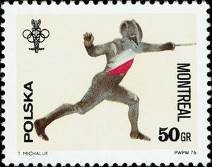 POLSKA
MONTREAL
50 GR
T. MICHALUK
PWPW 76